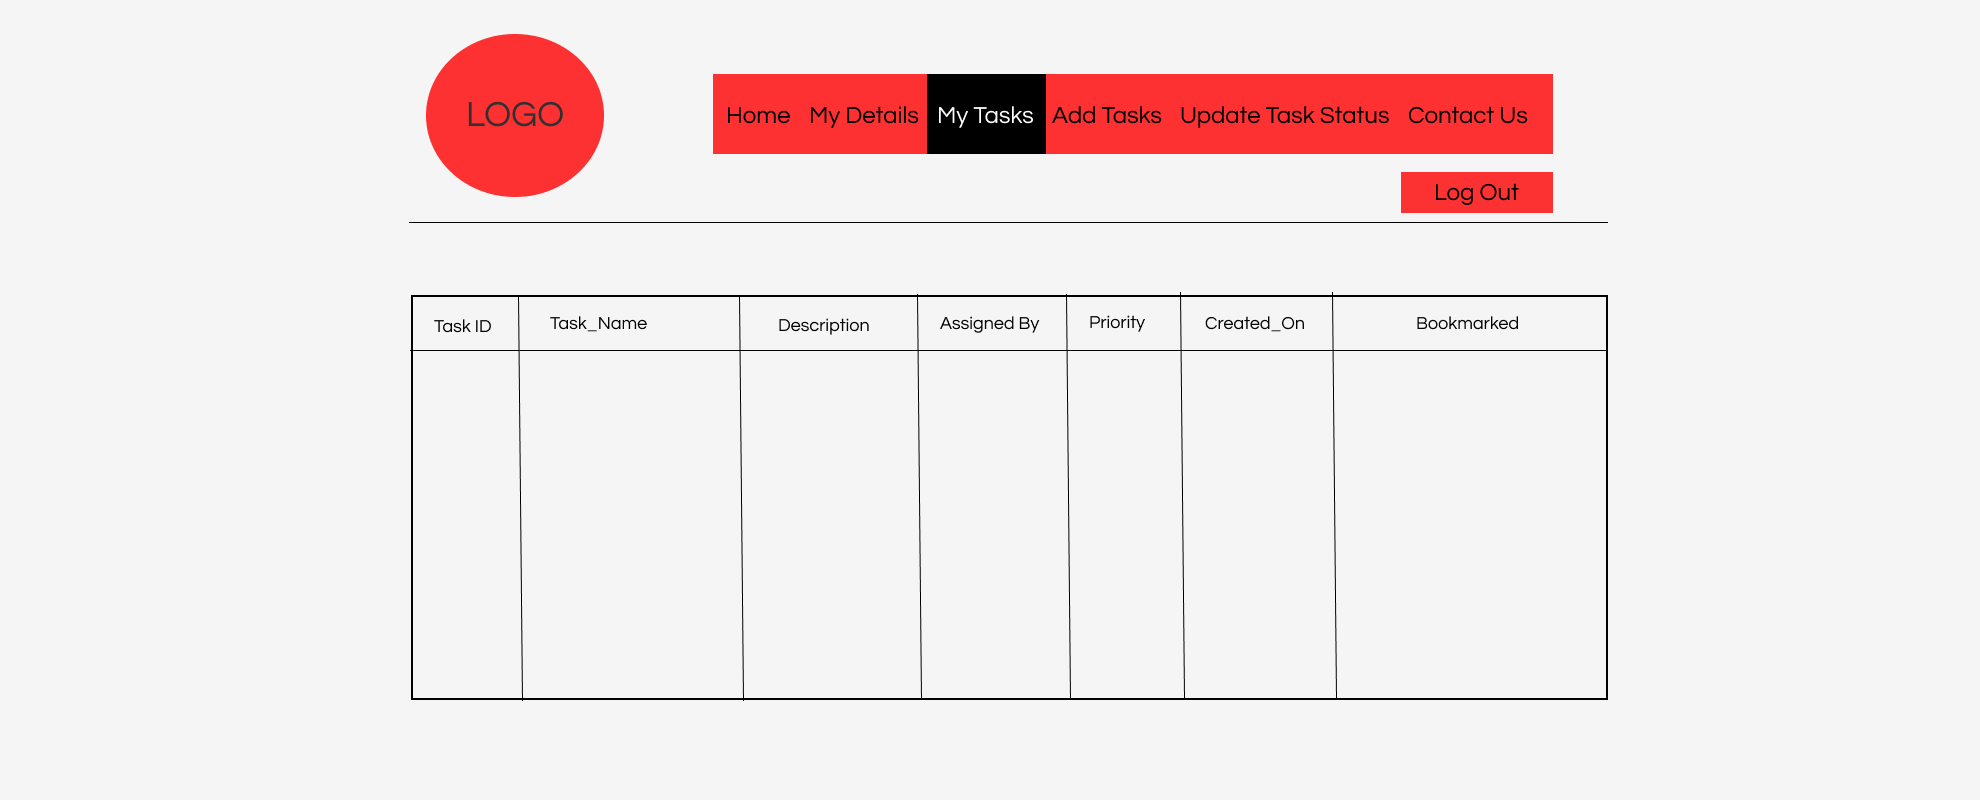 LOGO
Home My Details My Tasks Add Tasks Update Task Status Contact Us
Log Out
Task ID Task_Name Description Assigned By Priority Created_On Bookmarked